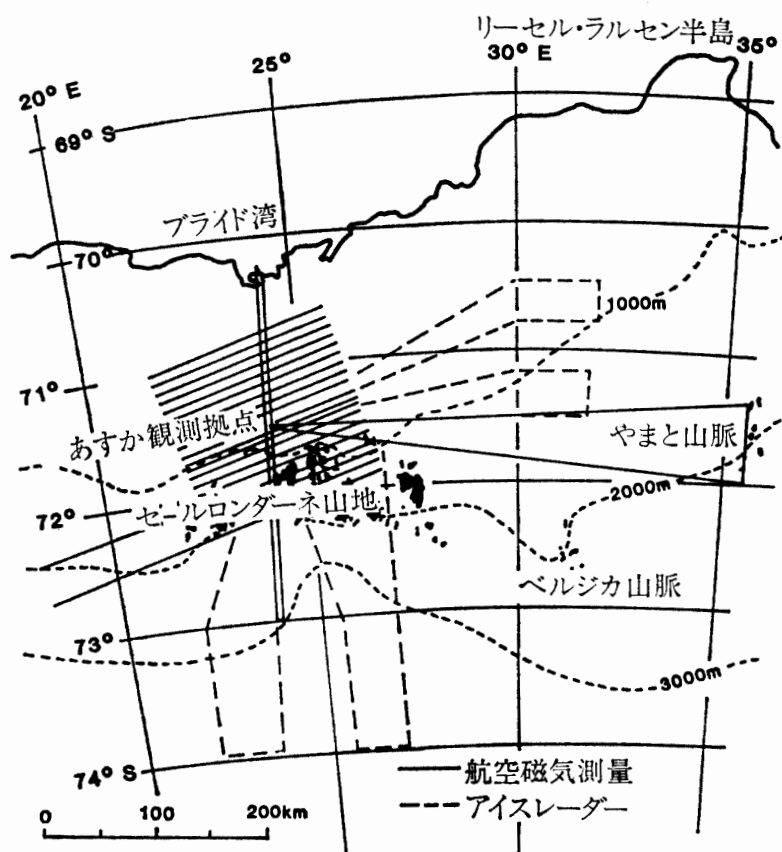 リーセル・ラルセン半島
20° E
25°
30° E
35°
69° S
ブライド湾
70°
1000m
71°
あすか観測拠点
やまと山脈
2000m
72°
セールロンダーネ山地
ベルジカ山脈
73°
3000m
74° S
航空磁気測量
アイスレーダー
0
100
200km